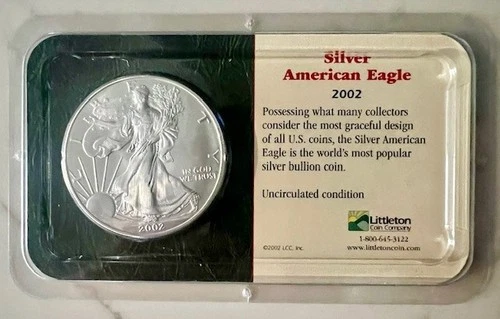 LIBERTY
IN GOD
WE TRUST
2002
Silver
American Eagle
2002
Possessing what many collectors
consider the most graceful design
of all U.S. coins, the Silver American
Eagle is the world's most popular
silver bullion coin.
Uncirculated condition
Littleton
Coin Company
1-800-645-3122
©2002 LCC, Inc.
www.littletoncoin.com